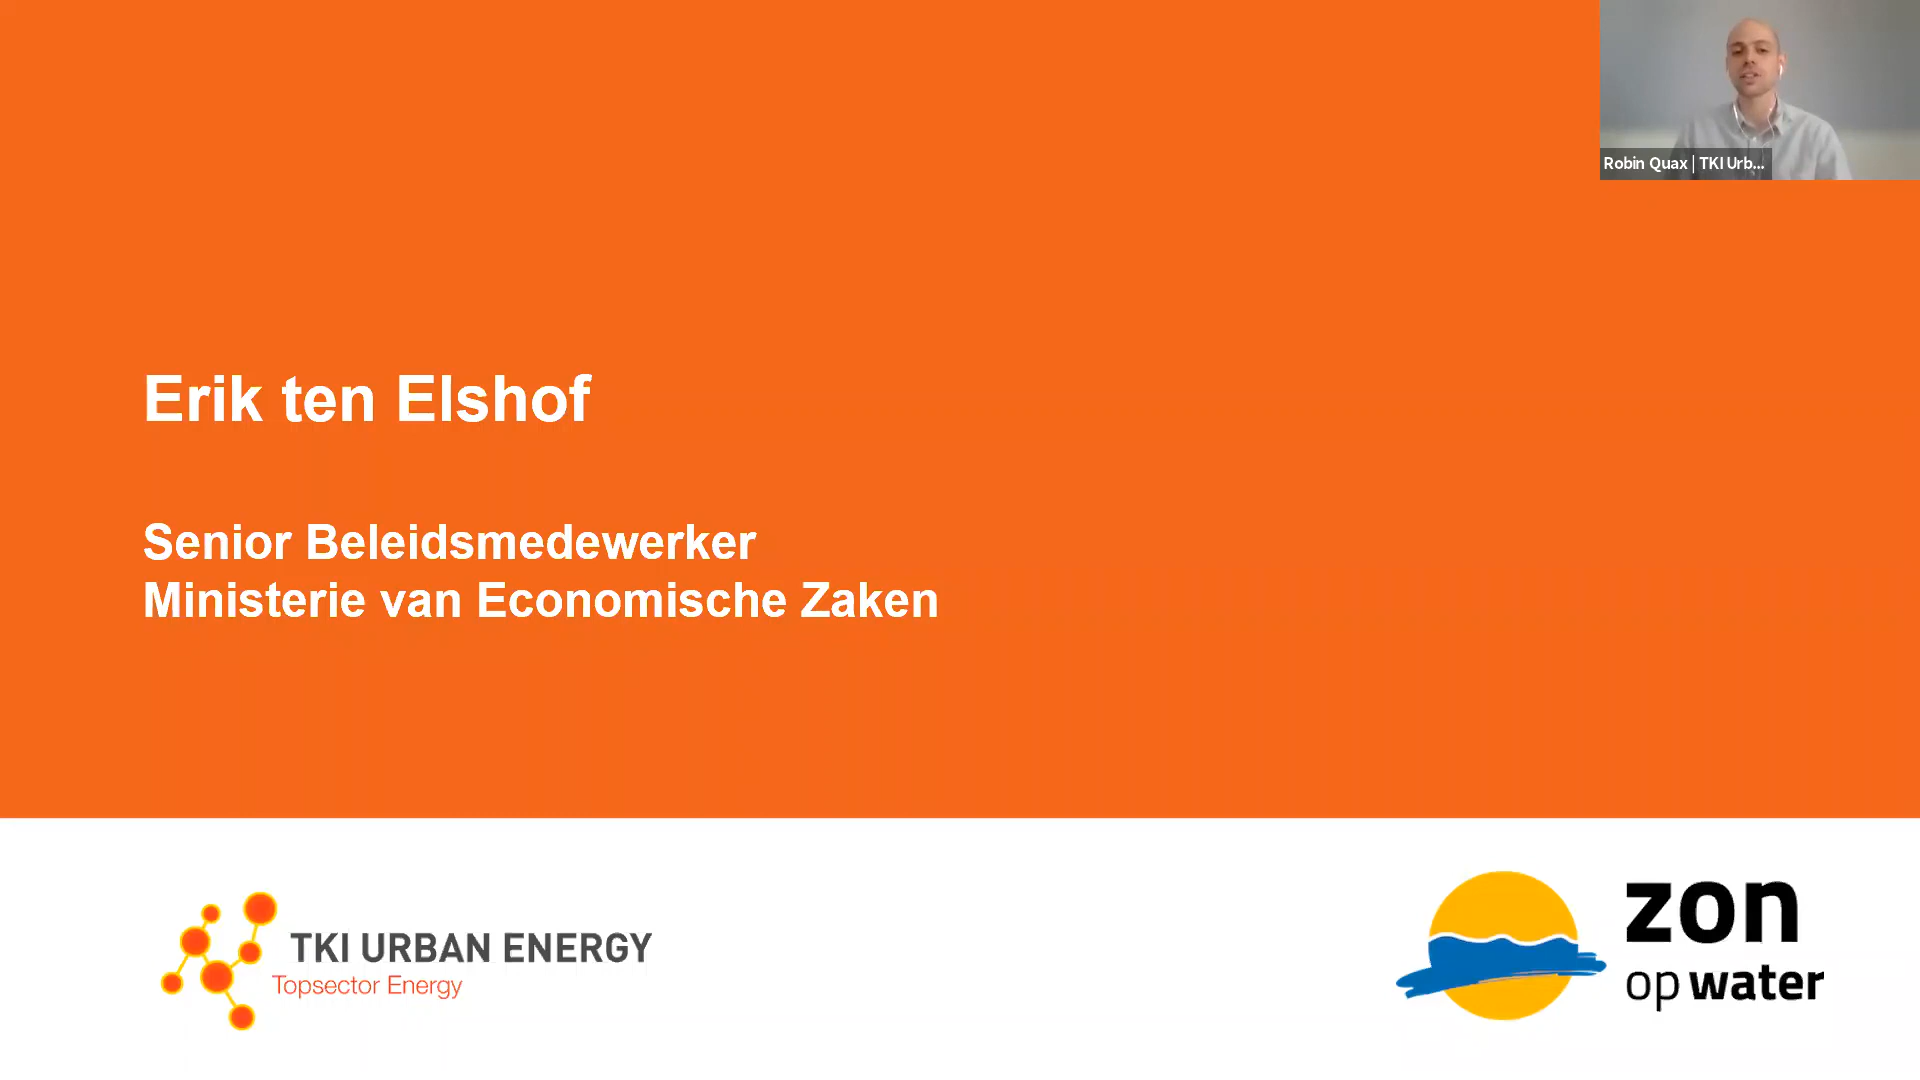 Robin Quax | TKI Urb...
Erik ten Elshof
Senior Beleidsmedewerker
Ministerie van Economische Zaken
TKI URBAN ENERGY
Topsector Energy
zon
op water